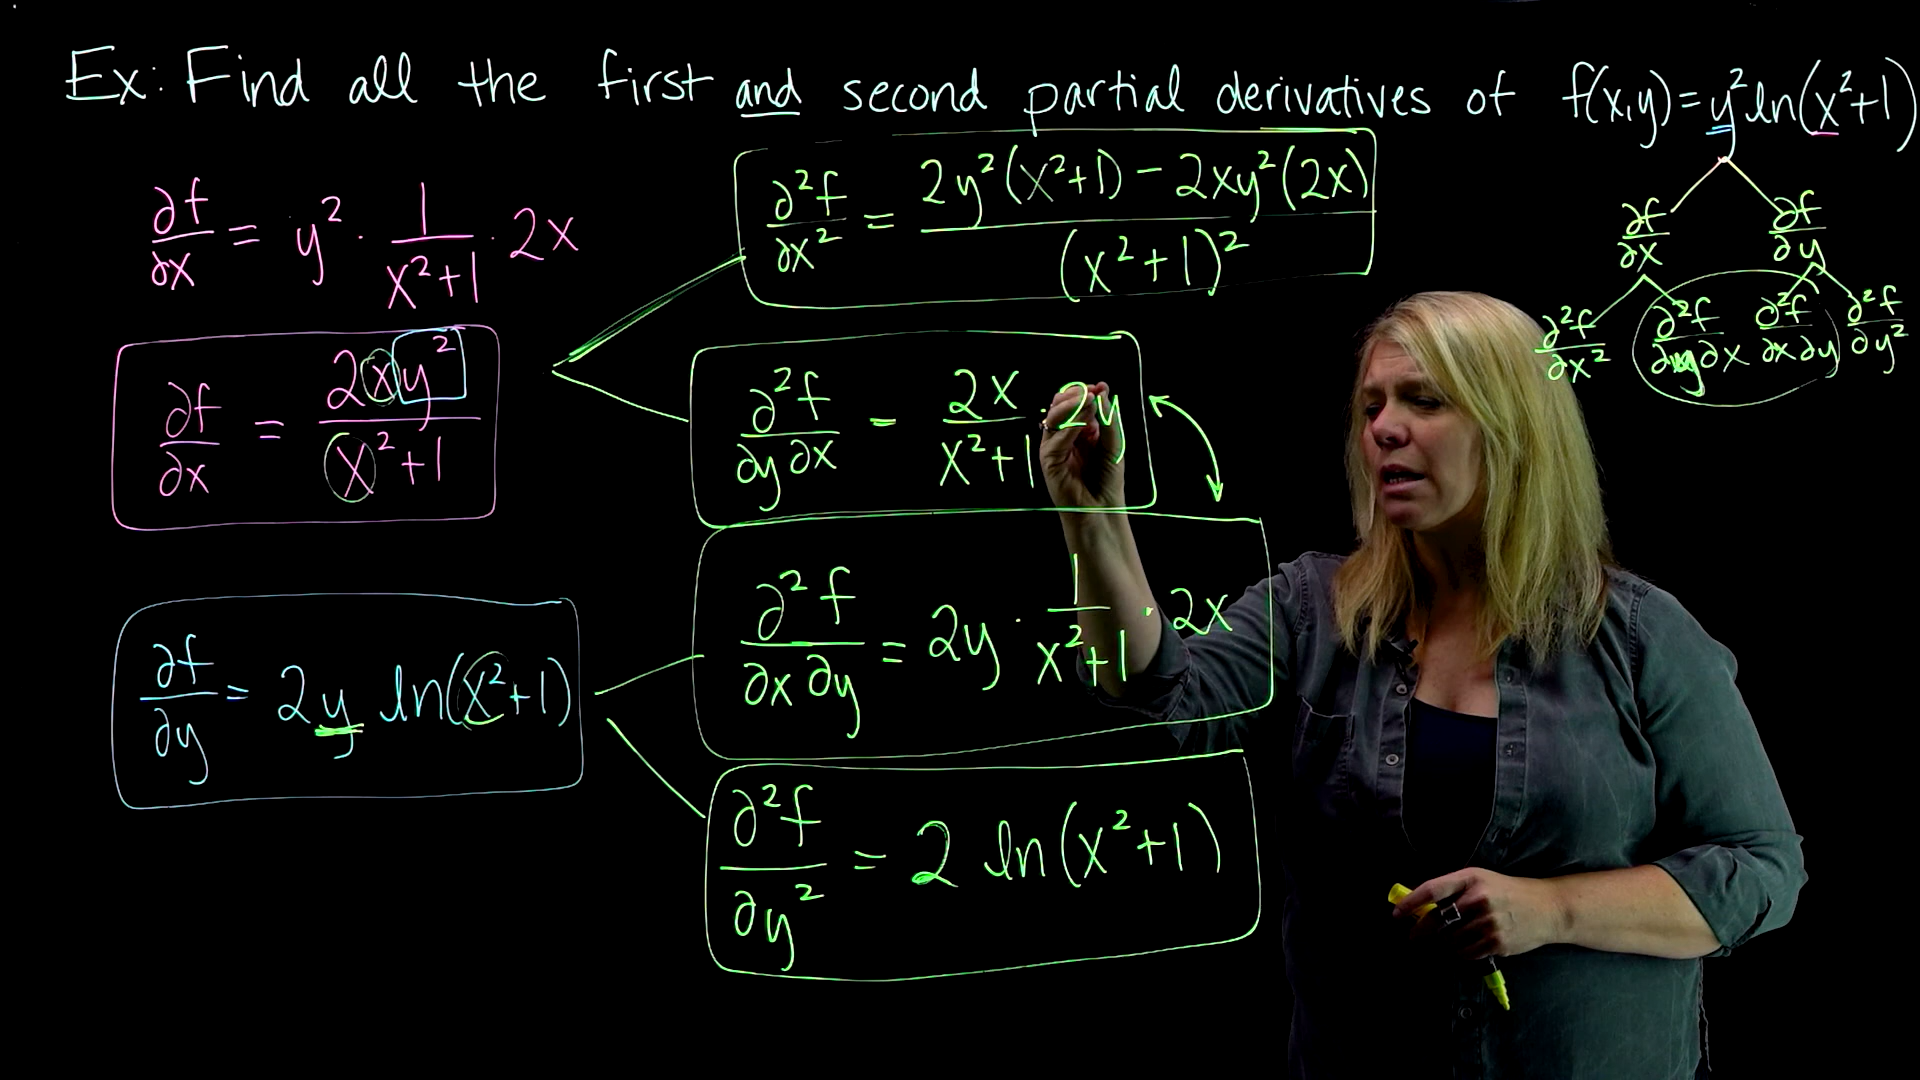 Ex: Find all the first and second partial derivatives of f(x,y)=y²ln(x²+1)
∂f/∂x = y² · 1/(x²+1) · 2x
∂f/∂x = 2xy²/(x²+1)
∂f/∂y = 2y ln(x²+1)
∂²f/∂x² = (2y²(x²+1) - 2xy²(2x))/(x²+1)²
∂²f/∂y∂x = 2x/(x²+1) · 2y
∂²f/∂x∂y = 2y · 1/(x²+1) · 2x
∂²f/∂y² = 2 ln(x²+1)
∂f/∂x ∂f/∂y
∂²f/∂x² ∂²f/∂y∂x ∂²f/∂x∂y ∂²f/∂y²